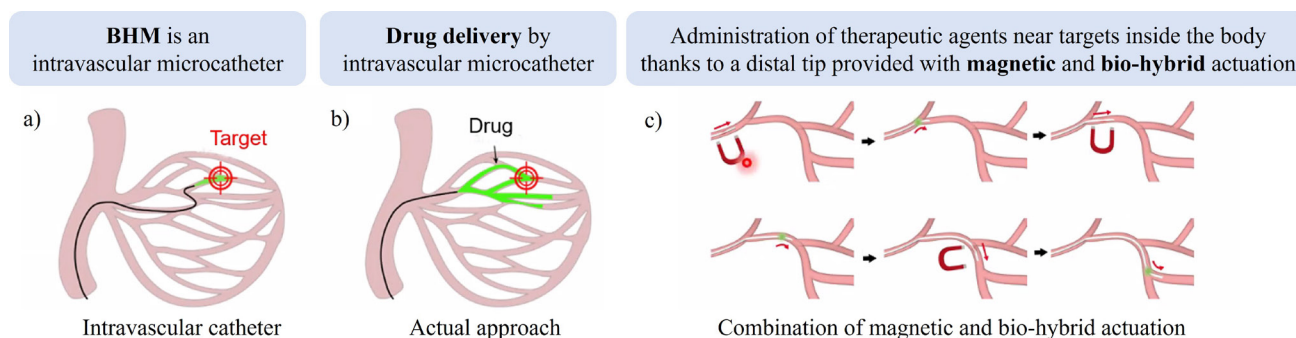 BHM is an
intravascular microcatheter
Drug delivery by
intravascular microcatheter
Administration of therapeutic agents near targets inside the body
thanks to a distal tip provided with magnetic and bio-hybrid actuation
a)
Target
Intravascular catheter
b)
Drug
Actual approach
c)
Combination of magnetic and bio-hybrid actuation